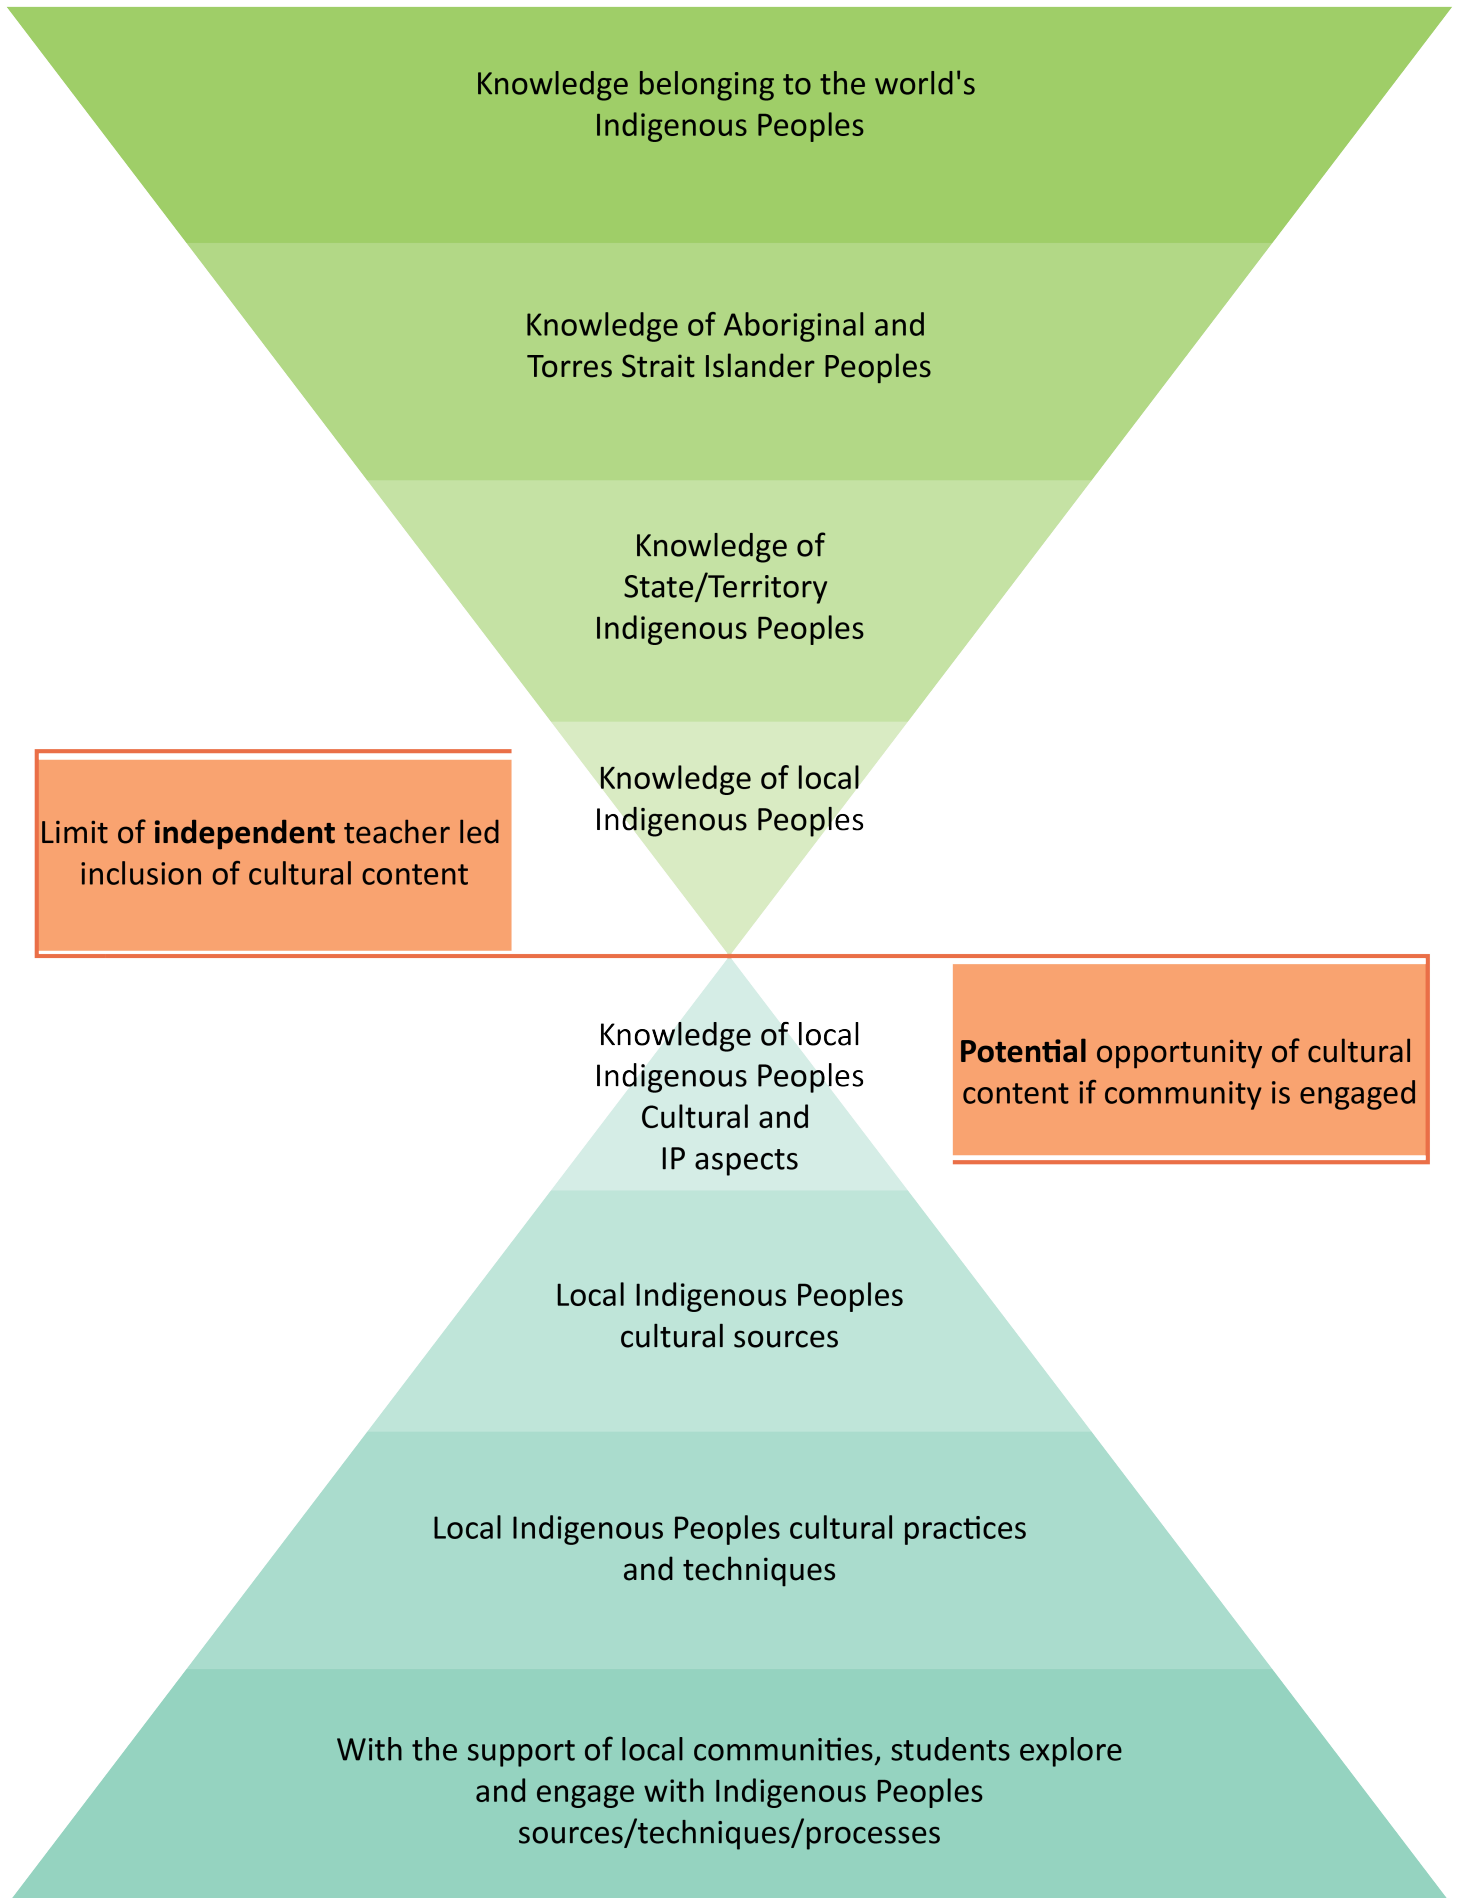 Knowledge belonging to the world's
Indigenous Peoples
Knowledge of Aboriginal and
Torres Strait Islander Peoples
Knowledge of
State/Territory
Indigenous Peoples
Knowledge of local
Indigenous Peoples
Limit of independent teacher led
inclusion of cultural content
Knowledge of local
Indigenous Peoples
Cultural and
IP aspects
Potential opportunity of cultural
content if community is engaged
Local Indigenous Peoples
cultural sources
Local Indigenous Peoples cultural practices
and techniques
With the support of local communities, students explore
and engage with Indigenous Peoples
sources/techniques/processes